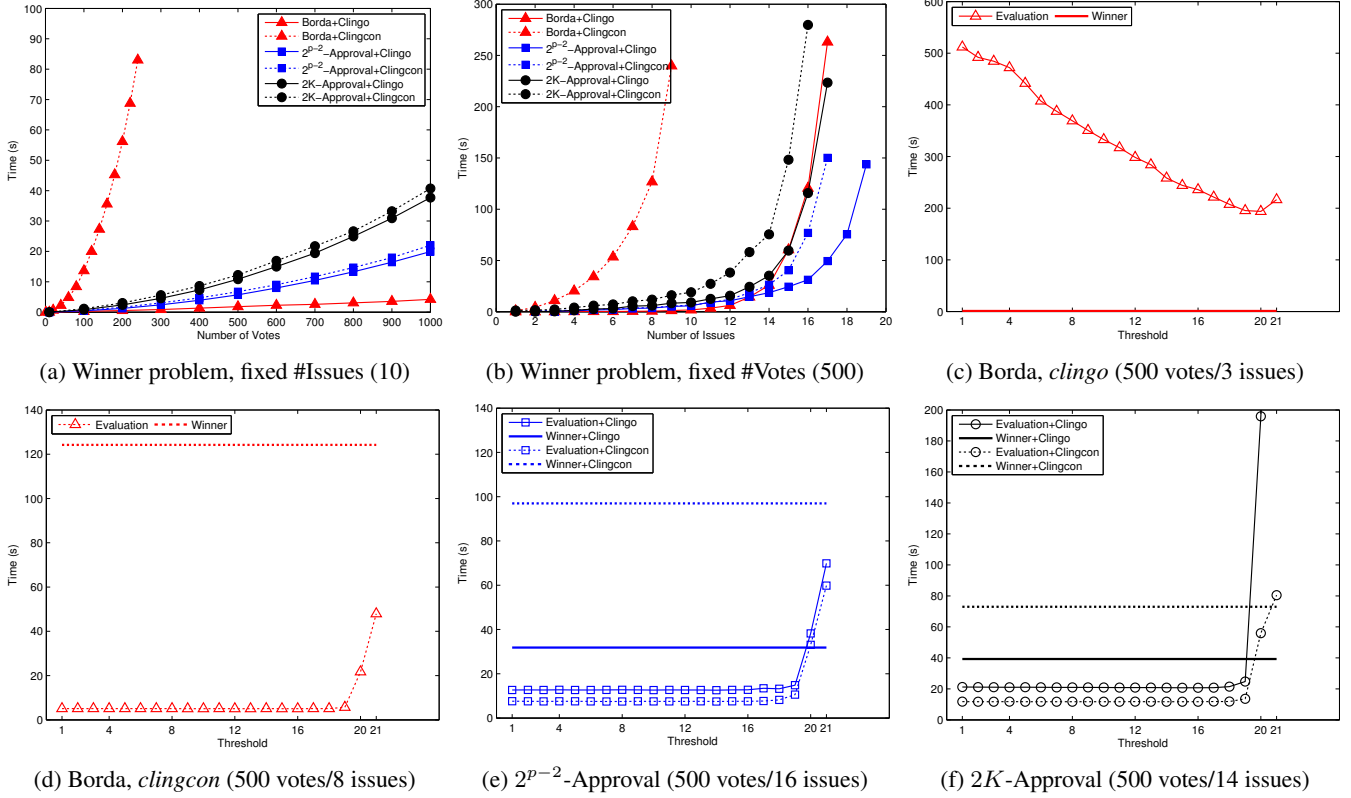 Borda+Clingo
Borda+Clingcon
2^{p−2}−Approval+Clingo
2^{p−2}−Approval+Clingcon
2K−Approval+Clingo
2K−Approval+Clingcon
Time (s)
100
90
80
70
60
50
40
30
20
10
0
0 100 200 300 400 500 600 700 800 900 1000
Number of Votes
(a) Winner problem, fixed #Issues (10)
Borda+Clingo
Borda+Clingcon
2^{p−2}−Approval+Clingo
2^{p−2}−Approval+Clingcon
2K−Approval+Clingo
2K−Approval+Clingcon
Time (s)
300
250
200
150
100
50
0
0 2 4 6 8 10 12 14 16 18 20
Number of Issues
(b) Winner problem, fixed #Votes (500)
Evaluation Winner
Time (s)
600
500
400
300
200
100
0
1 4 8 12 16 20 21
Threshold
(c) Borda, clingo (500 votes/3 issues)
Evaluation Winner
Time (s)
140
120
100
80
60
40
20
0
1 4 8 12 16 20 21
Threshold
(d) Borda, clingcon (500 votes/8 issues)
Evaluation+Clingo
Winner+Clingo
Evaluation+Clingcon
Winner+Clingcon
Time (s)
140
120
100
80
60
40
20
0
1 4 8 12 16 20 21
Threshold
(e) 2^{p−2}-Approval (500 votes/16 issues)
Evaluation+Clingo
Winner+Clingo
Evaluation+Clingcon
Winner+Clingcon
Time (s)
200
180
160
140
120
100
80
60
40
20
0
1 4 8 12 16 20 21
Threshold
(f) 2K-Approval (500 votes/14 issues)